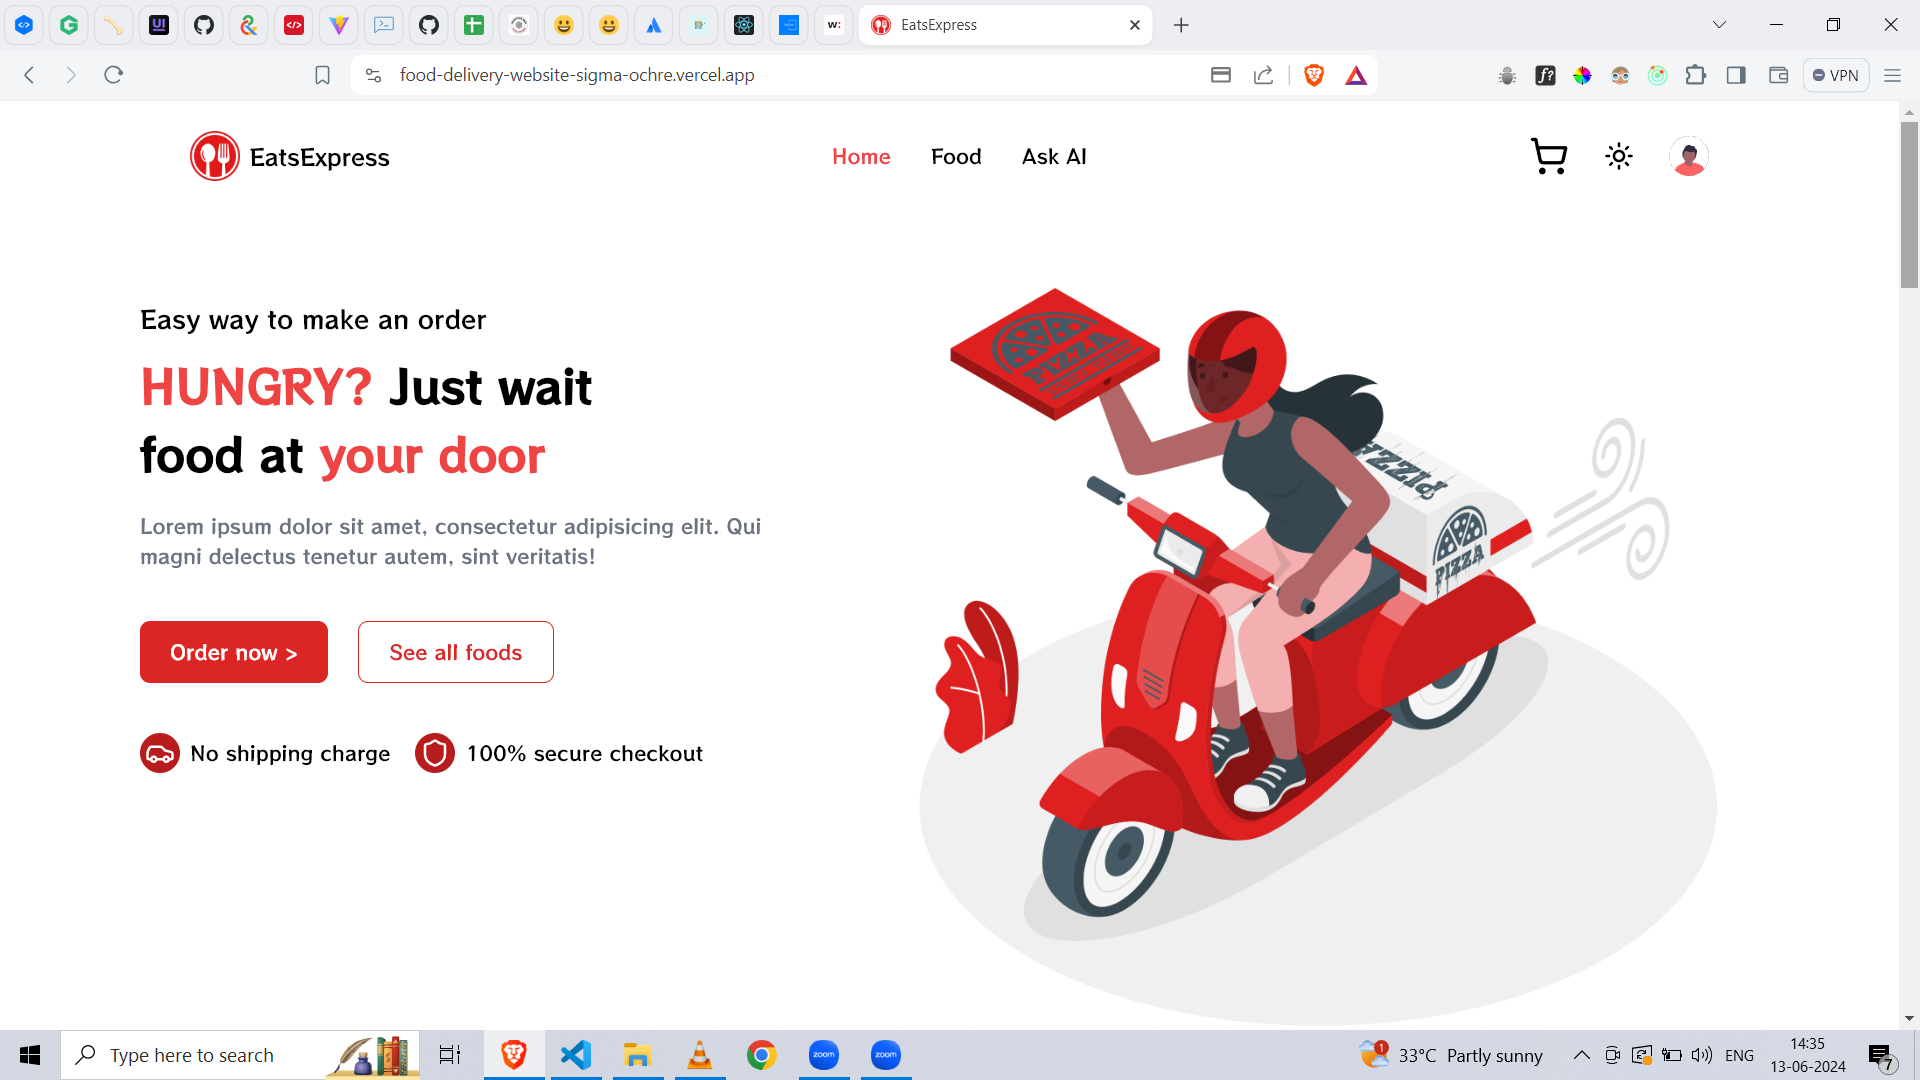 EatsExpress
food-delivery-website-sigma-ochre.vercel.app
VPN
EatsExpress
Home
Food
Ask AI
Easy way to make an order
HUNGRY? Just wait
food at your door
Lorem ipsum dolor sit amet, consectetur adipisicing elit. Qui
magni delectus tenetur autem, sint veritatis!
Order now >
See all foods
No shipping charge
100% secure checkout
PIZZA
PIZZA
PIZZA
Type here to search
zoom
zoom
1
33°C Partly sunny
ENG
14:35
13-06-2024
7